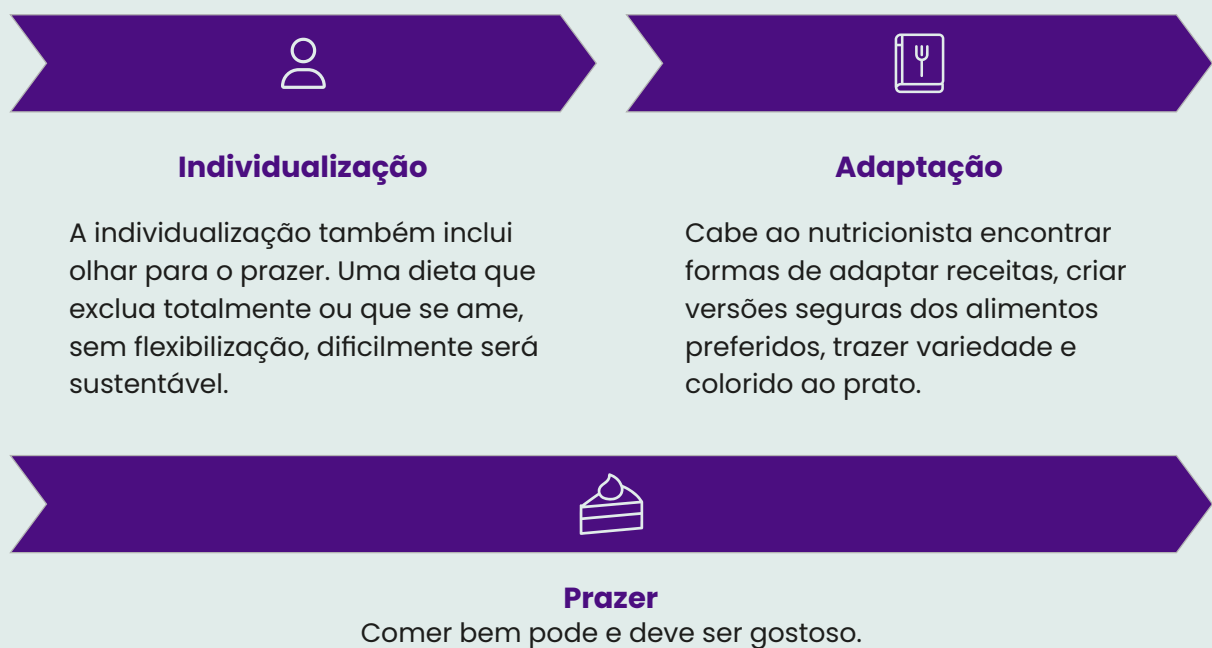 Individualização
A individualização também inclui
olhar para o prazer. Uma dieta que
exclua totalmente ou que se ame,
sem flexibilização, dificilmente será
sustentável.
Adaptação
Cabe ao nutricionista encontrar
formas de adaptar receitas, criar
versões seguras dos alimentos
preferidos, trazer variedade e
colorido ao prato.
Prazer
Comer bem pode e deve ser gostoso.